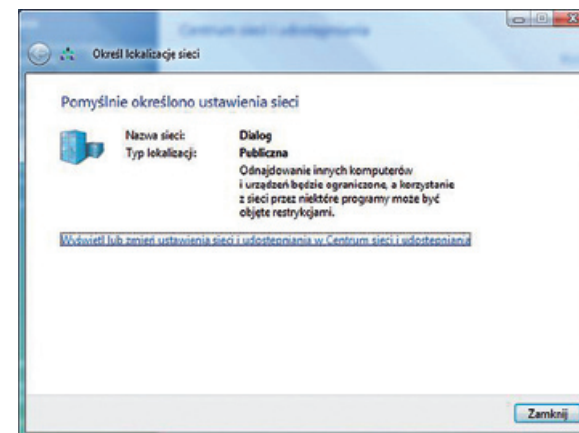 Centrum sieci i udostępniania
Określ lokalizację sieci
Pomyślnie określono ustawienia sieci
Nazwa sieci: Dialog
Typ lokalizacji: Publiczna
Odnajdowanie innych komputerów
i urządzeń będzie ograniczone, a korzystanie
z sieci przez niektóre programy może być
objęte restrykcjami.
Wyświetl lub zmień ustawienia sieci i udostępniania w Centrum sieci i udostępniania
Zamknij